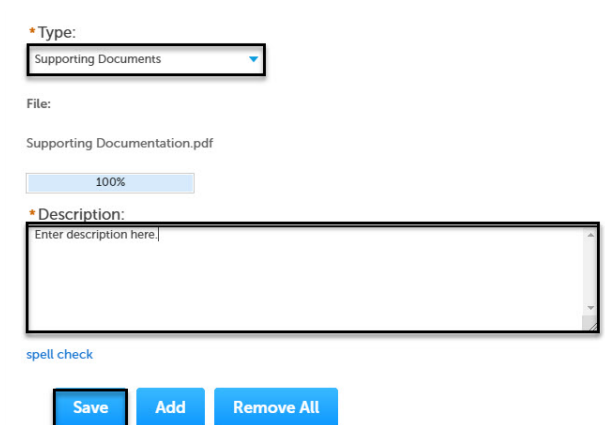 *Type:
Supporting Documents
File:
Supporting Documentation.pdf
100%
*Description:
Enter description here.
spell check
Save Add Remove All